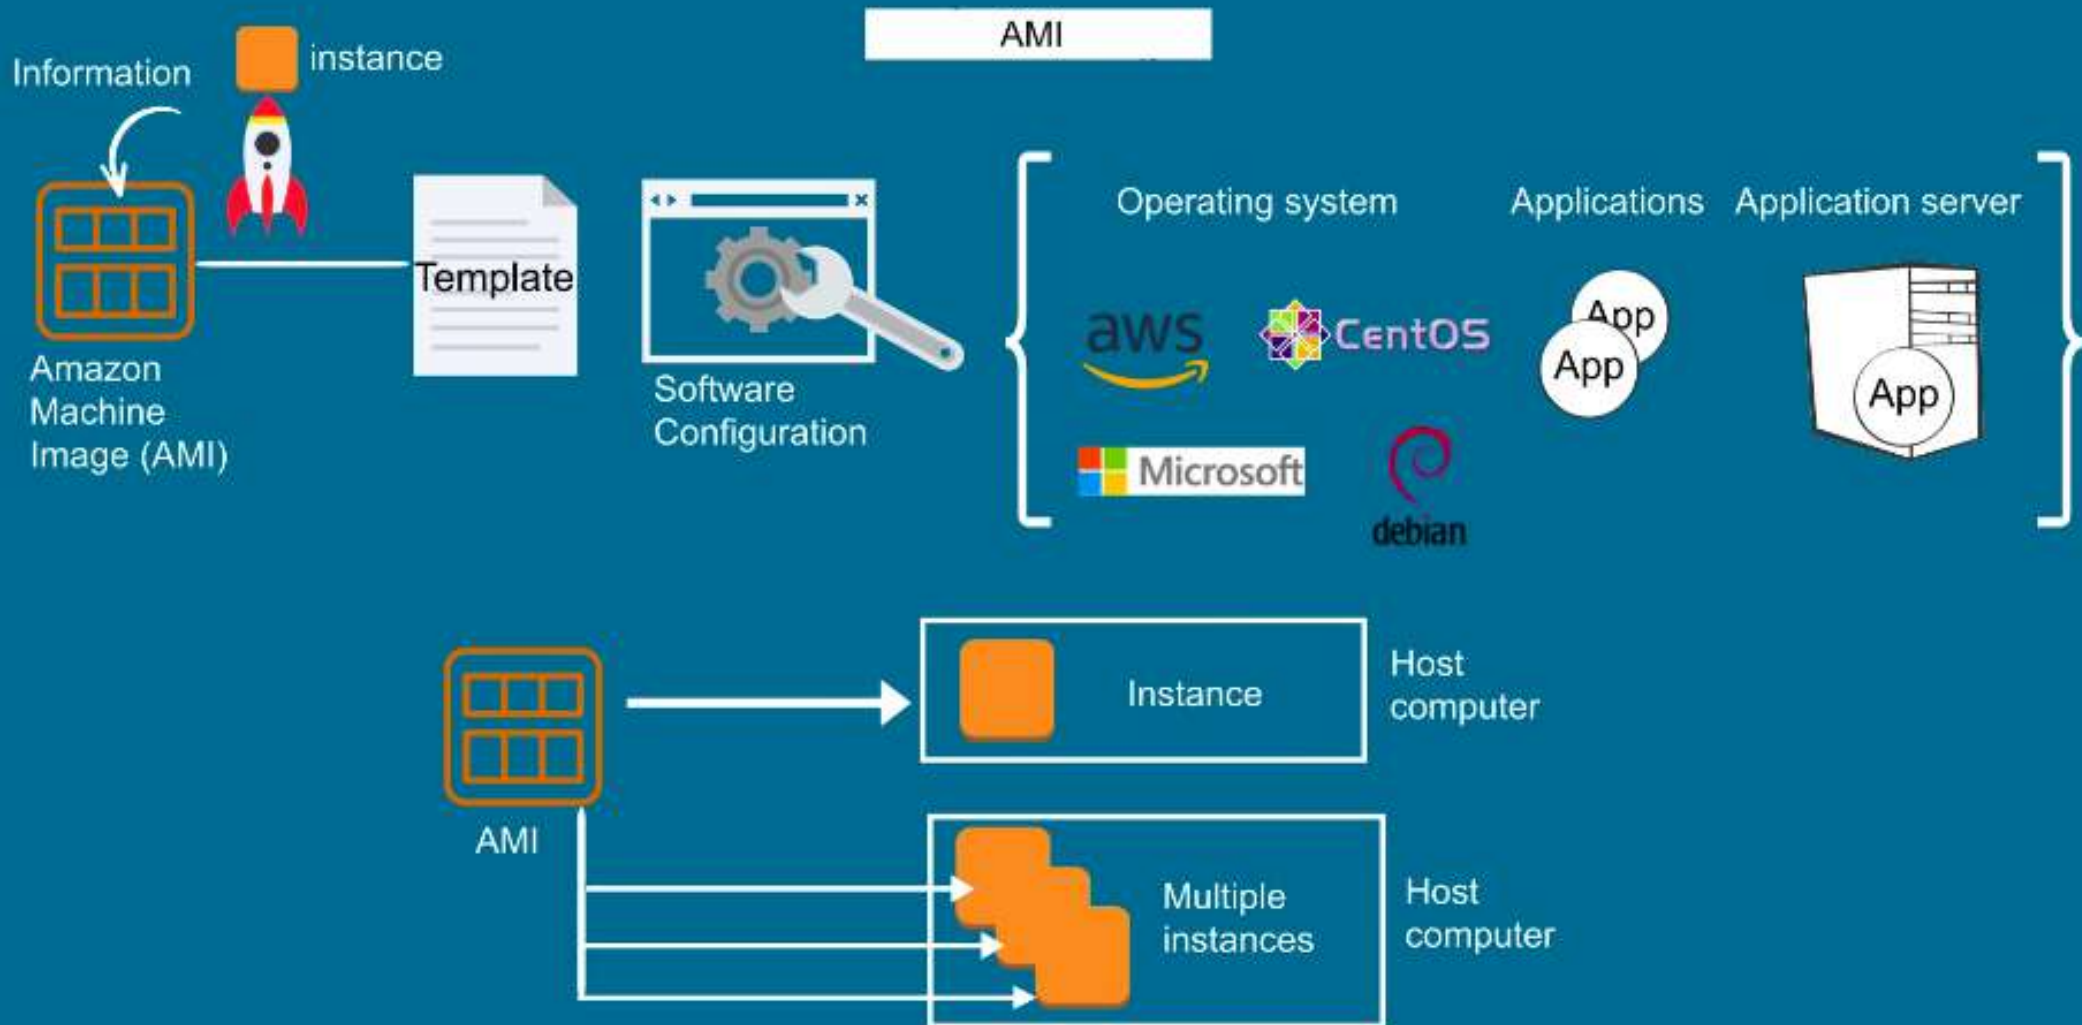 AMI
Information
instance
Template
Amazon
Machine
Image (AMI)
Software
Configuration
Operating system
Applications
Application server
aws
CentOS
Microsoft
debian
App
App
App
AMI
Instance
Host
computer
Multiple
instances
Host
computer